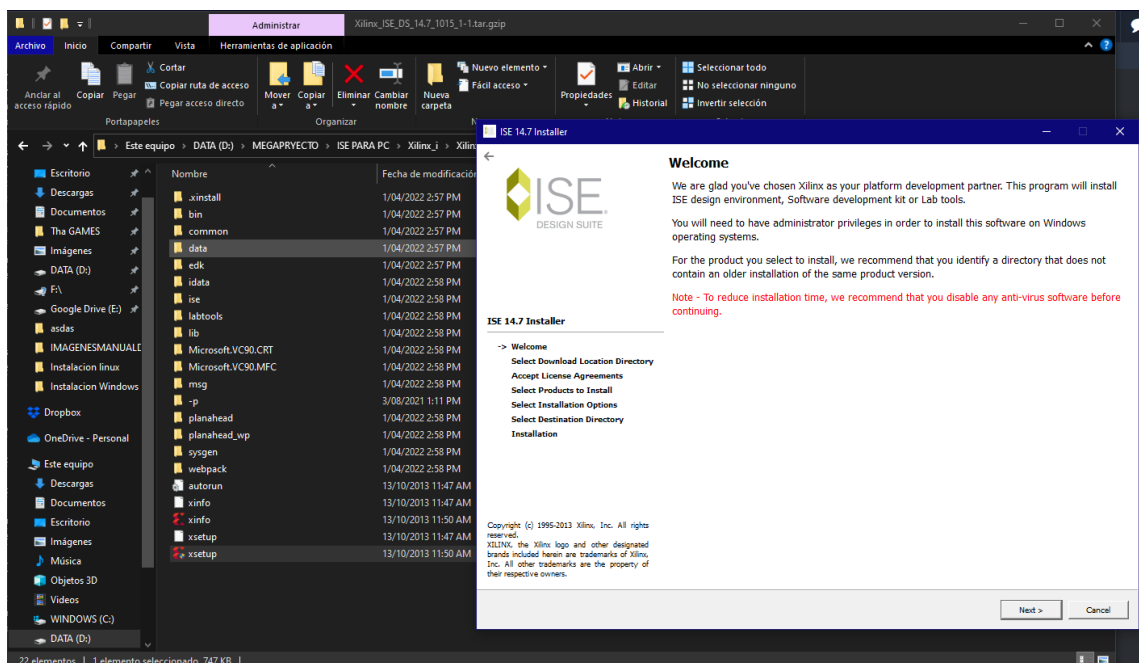 Administrar
Xilinx_ISE_DS_14.7_1015_1-1.tar.gzip
Archivo
Inicio
Compartir
Vista
Herramientas de aplicación
Anclar al acceso rápido
Copiar
Pegar
Cortar
Copiar ruta de acceso
Pegar acceso directo
Portapapeles
Mover a
Copiar a
Eliminar
Cambiar nombre
Organizar
Nueva carpeta
Nuevo elemento
Fácil acceso
Propiedades
Abrir
Editar
Historial
Seleccionar todo
No seleccionar ninguno
Invertir selección
Este equipo > DATA (D:) > MEGAPRYECTO > ISE PARA PC > Xilinx_i >
Escritorio
Descargas
Documentos
Tha GAMES
Imágenes
DATA (D:)
F:\
Google Drive (E:)
asdas
Instalacion linux
Instalacion Windows
Dropbox
OneDrive - Personal
Este equipo
Descargas
Documentos
Escritorio
Imágenes
Música
Objetos 3D
Videos
WINDOWS (C:)
DATA (D:)
Nombre Fecha de modificación
.xinstall 1/04/2022 2:57 PM
bin 1/04/2022 2:57 PM
common 1/04/2022 2:57 PM
data 1/04/2022 2:57 PM
edk 1/04/2022 2:57 PM
idata 1/04/2022 2:58 PM
ise 1/04/2022 2:58 PM
labtools 1/04/2022 2:58 PM
lib 1/04/2022 2:58 PM
Microsoft.VC90.CRT 1/04/2022 2:58 PM
Microsoft.VC90.MFC 1/04/2022 2:58 PM
msg 1/04/2022 2:58 PM
-p 3/08/2021 1:11 PM
planahead 1/04/2022 2:58 PM
planahead_wp 1/04/2022 2:58 PM
sysgen 1/04/2022 2:58 PM
webpack 1/04/2022 2:58 PM
autorun 13/10/2013 11:47 AM
xinfo 13/10/2013 11:47 AM
xinfo 13/10/2013 11:50 AM
xsetup 13/10/2013 11:47 AM
xsetup 13/10/2013 11:50 AM
22 elementos 1 elemento seleccionado 747 KB
ISE 14.7 Installer
ISE
DESIGN SUITE
ISE 14.7 Installer
-> Welcome
Select Download Location Directory
Accept License Agreements
Select Products to Install
Select Installation Options
Select Destination Directory
Installation
Copyright (c) 1995-2013 Xilinx, Inc. All rights
reserved.
XILINX, the Xilinx logo and other designated
brands included herein are trademarks of Xilinx,
Inc. All other trademarks are the property of
their respective owners.
Welcome
We are glad you've chosen Xilinx as your platform development partner. This program will install
ISE design environment, Software development kit or Lab tools.
You will need to have administrator privileges in order to install this software on Windows
operating systems.
For the product you select to install, we recommend that you identify a directory that does not
contain an older installation of the same product version.
Note - To reduce installation time, we recommend that you disable any anti-virus software before
continuing.
Next >
Cancel